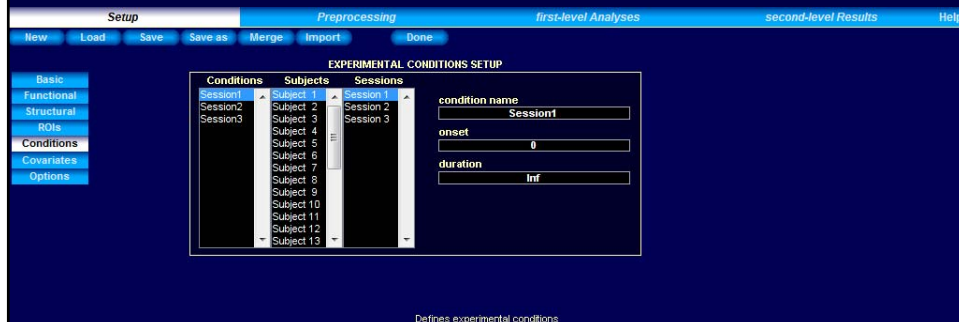 Setup Preprocessing first-level Analyses second-level Results Help
New Load Save Save as Merge Import Done
EXPERIMENTAL CONDITIONS SETUP
Basic
Functional
Structural
ROIs
Conditions
Covariates
Options
Conditions Subjects Sessions
Session1 Subject 1 Session 1
Session2 Subject 2 Session 2
Session3 Subject 3 Session 3
Subject 4
Subject 5
Subject 6
Subject 7
Subject 8
Subject 9
Subject 10
Subject 11
Subject 12
Subject 13
condition name
Session1
onset
0
duration
Inf
Defines experimental conditions